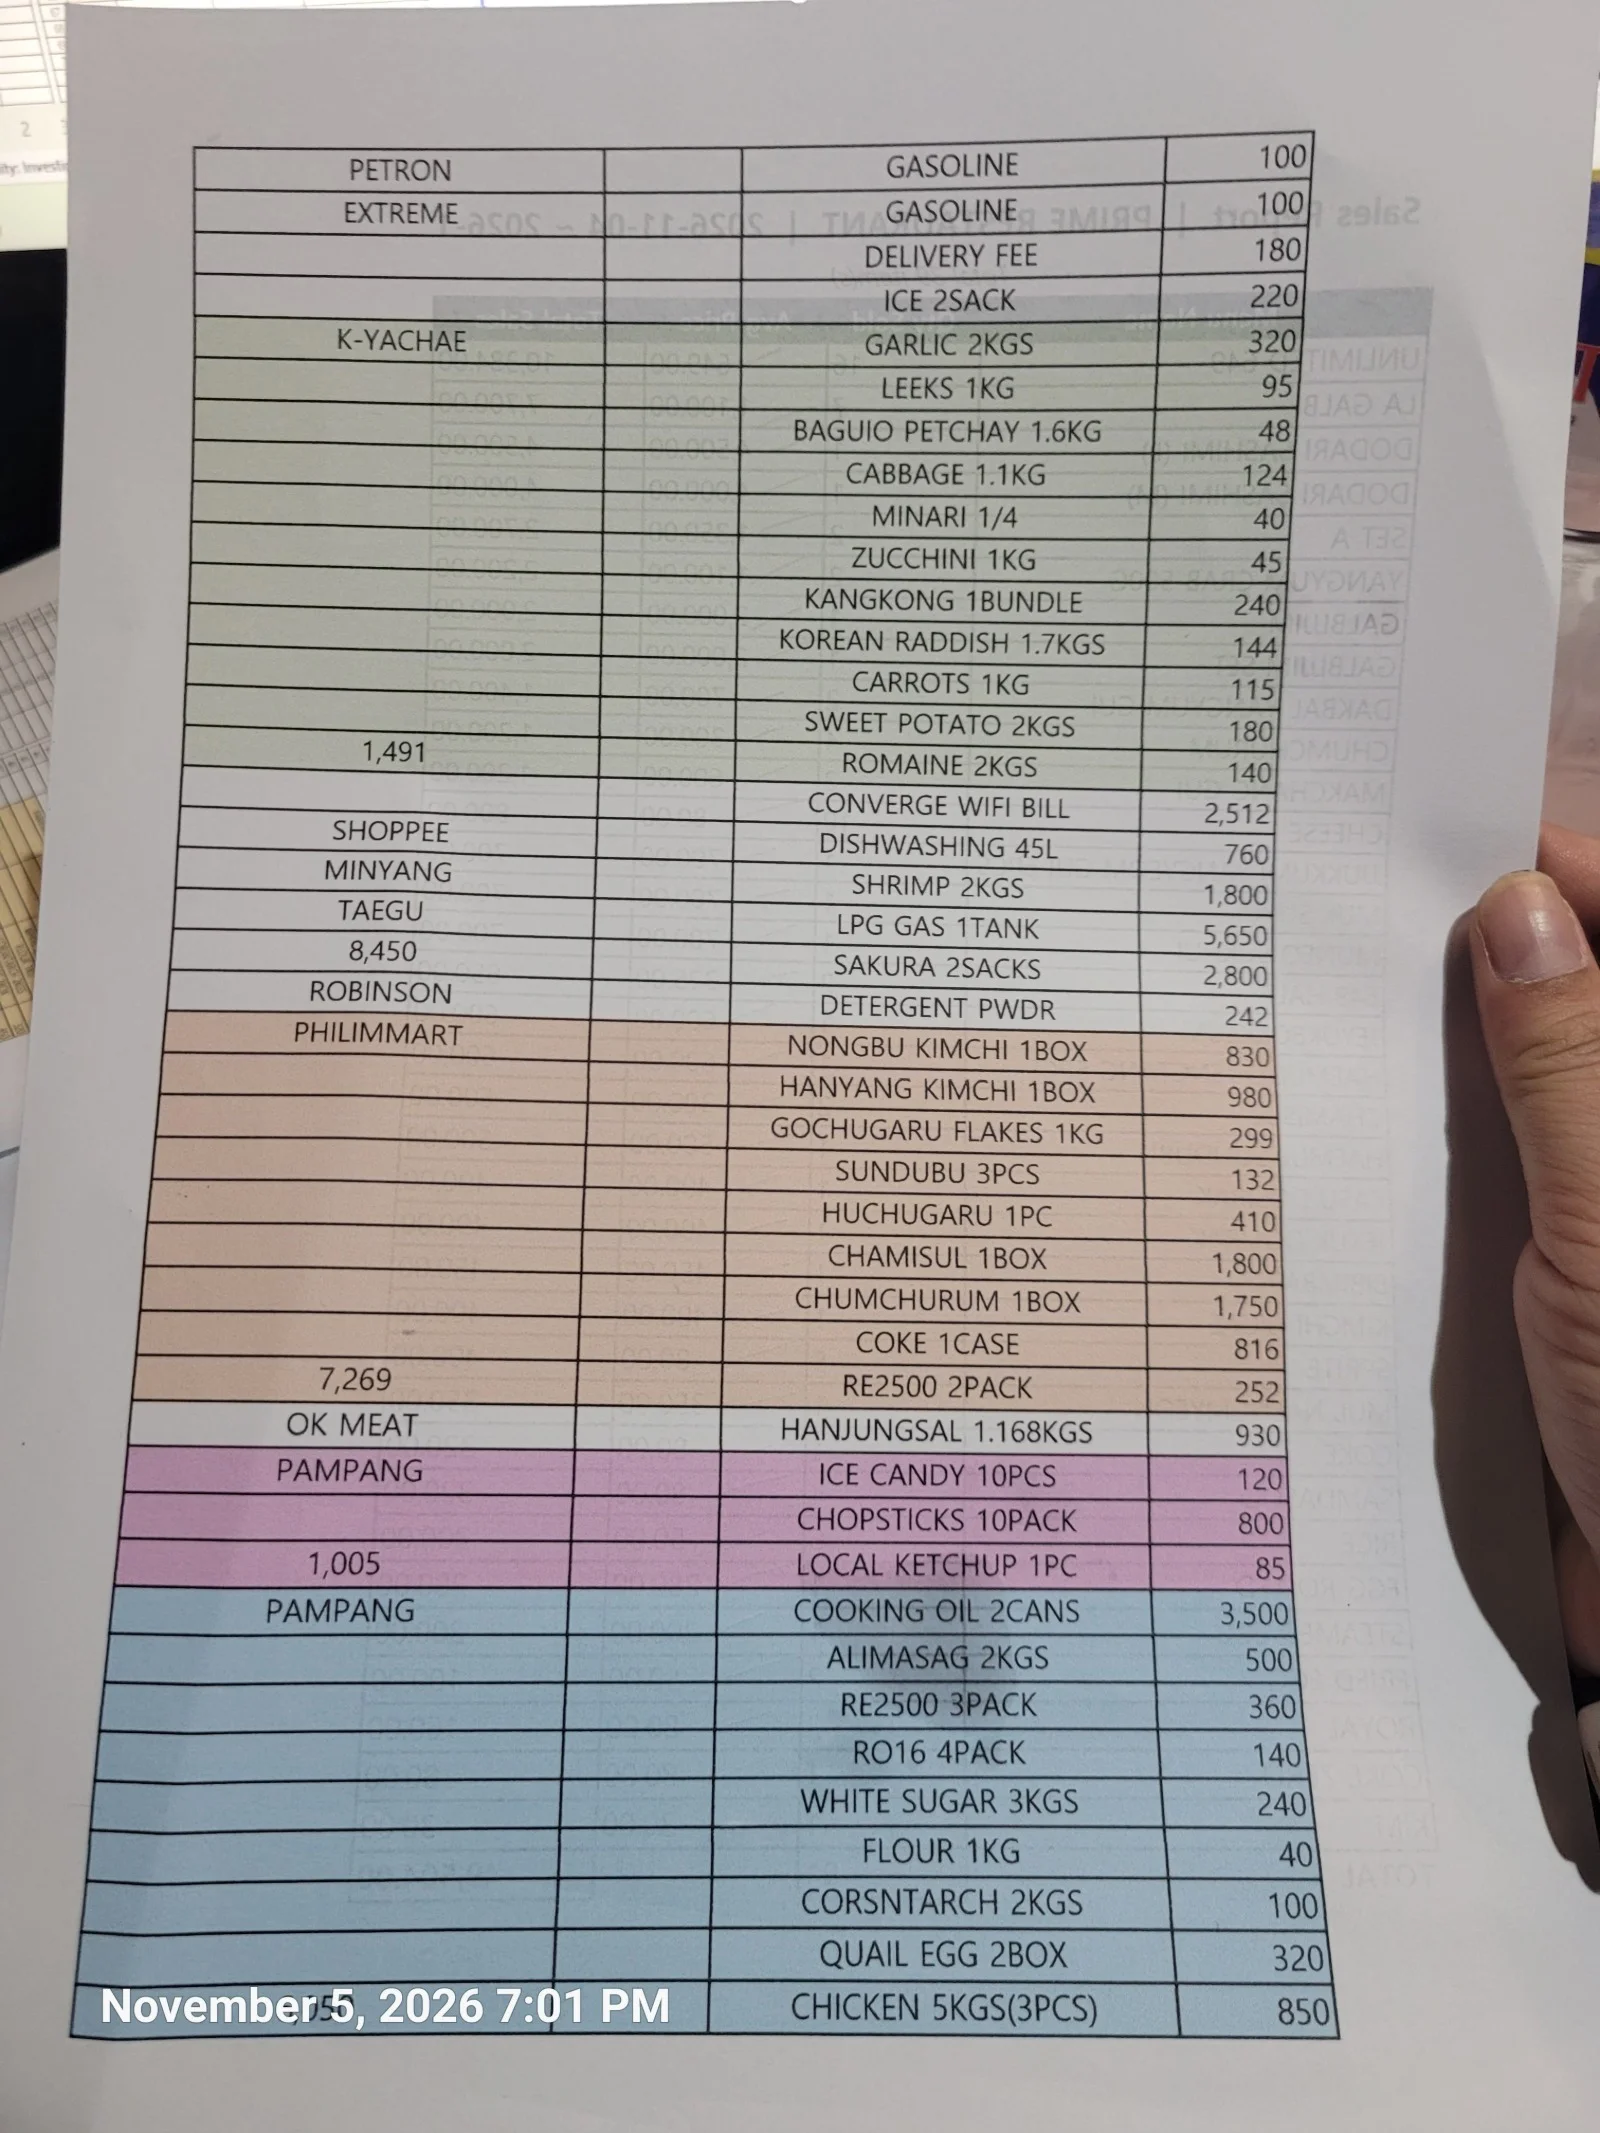 PETRON GASOLINE 100
EXTREME GASOLINE 100
DELIVERY FEE 180
ICE 2SACK 220
K-YACHAE GARLIC 2KGS 320
LEEKS 1KG 95
BAGUIO PETCHAY 1.6KG 48
CABBAGE 1.1KG 124
MINARI 1/4 40
ZUCCHINI 1KG 45
KANGKONG 1BUNDLE 240
KOREAN RADDISH 1.7KGS 144
CARROTS 1KG 115
SWEET POTATO 2KGS 180
1,491 ROMAINE 2KGS 140
CONVERGE WIFI BILL 2,512
SHOPPEE DISHWASHING 45L 760
MINYANG SHRIMP 2KGS 1,800
TAEGU LPG GAS 1TANK 5,650
8,450 SAKURA 2SACKS 2,800
ROBINSON DETERGENT PWDR 242
PHILIMMART NONGBU KIMCHI 1BOX 830
HANYANG KIMCHI 1BOX 980
GOCHUGARU FLAKES 1KG 299
SUNDUBU 3PCS 132
HUCHUGARU 1PC 410
CHAMISUL 1BOX 1,800
CHUMCHURUM 1BOX 1,750
COKE 1CASE 816
7,269 RE2500 2PACK 252
OK MEAT HANJUNGSAL 1.168KGS 930
PAMPANG ICE CANDY 10PCS 120
CHOPSTICKS 10PACK 800
1,005 LOCAL KETCHUP 1PC 85
PAMPANG COOKING OIL 2CANS 3,500
ALIMASAG 2KGS 500
RE2500 3PACK 360
RO16 4PACK 140
WHITE SUGAR 3KGS 240
FLOUR 1KG 40
CORSNTARCH 2KGS 100
QUAIL EGG 2BOX 320
CHICKEN 5KGS(3PCS) 850
November 5, 2026 7:01 PM